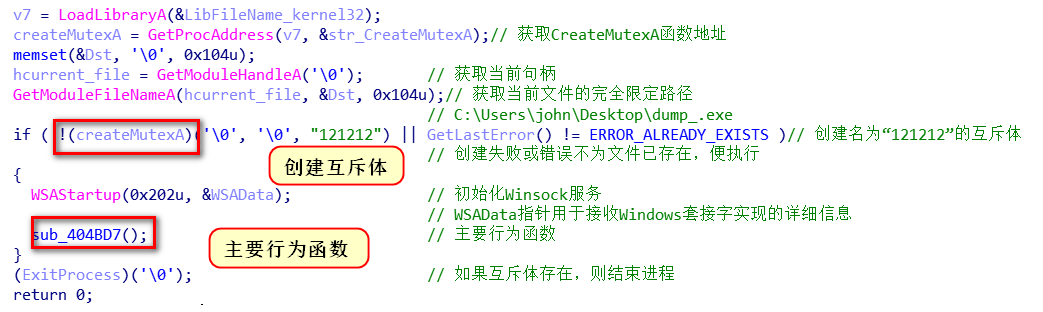 v7 = LoadLibraryA(&LibFileName_kernel32);
createMutexA = GetProcAddress(v7, &str_CreateMutexA);// 获取CreateMutexA函数地址
memset(&Dst, '\0', 0x104u);
hcurrent_file = GetModuleHandleA('\0'); // 获取当前句柄
GetModuleFileNameA(hcurrent_file, &Dst, 0x104u);// 获取当前文件的完全限定路径
// C:\Users\john\Desktop\dump_.exe
if ( !(createMutexA)('\0', '\0', "121212") || GetLastError() != ERROR_ALREADY_EXISTS )// 创建名为“121212”的互斥体
// 创建失败或错误不为文件已存在，便执行
创建互斥体
{
WSAStartup(0x202u, &WSAData); // 初始化Winsock服务
// WSAData指针用于接收Windows套接字实现的详细信息
sub_404BD7(); // 主要行为函数
主要行为函数
}
(ExitProcess)('\0'); // 如果互斥体存在，则结束进程
return 0;